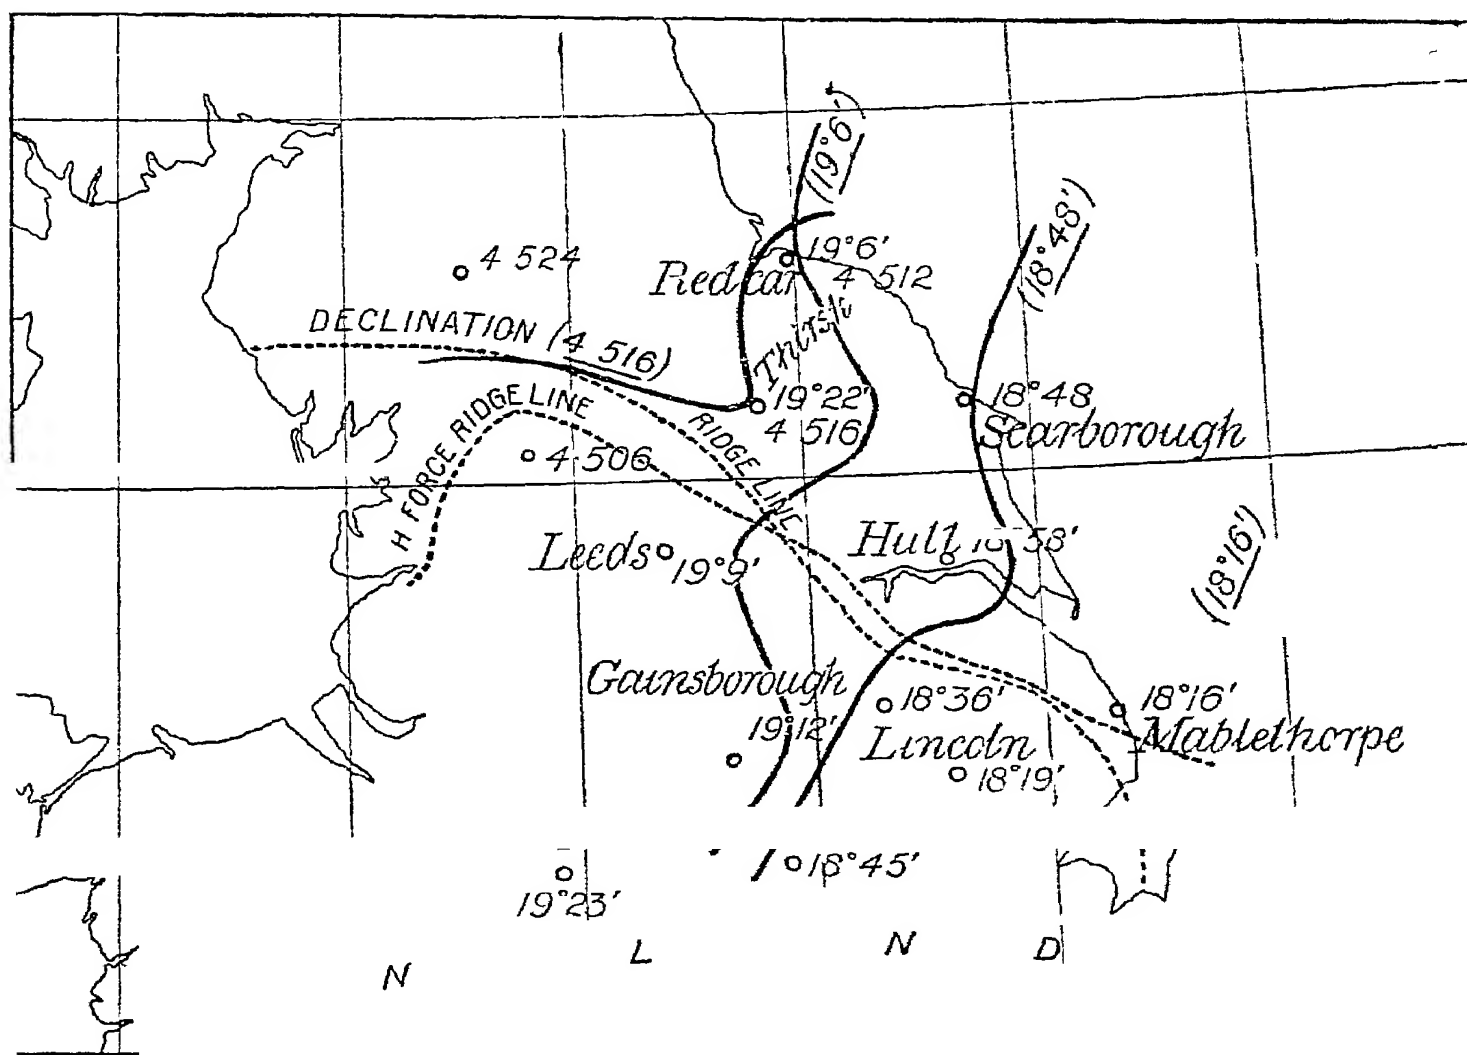 (19°6')
(18°48')
4 524
19°6'
Redcar 4 512
DECLINATION (4 516)
Thirsk
H FORCE RIDGE LINE
19°22'
4 516
18°48
Scarborough
RIDGE LINE
4 506
Hull 18°58'
Leeds 19°9'
(18°16')
Gainsborough
18°36'
18°16'
19°12'
Lincoln
Mablethorpe
18°19'
18°45'
19°23'
N L N D